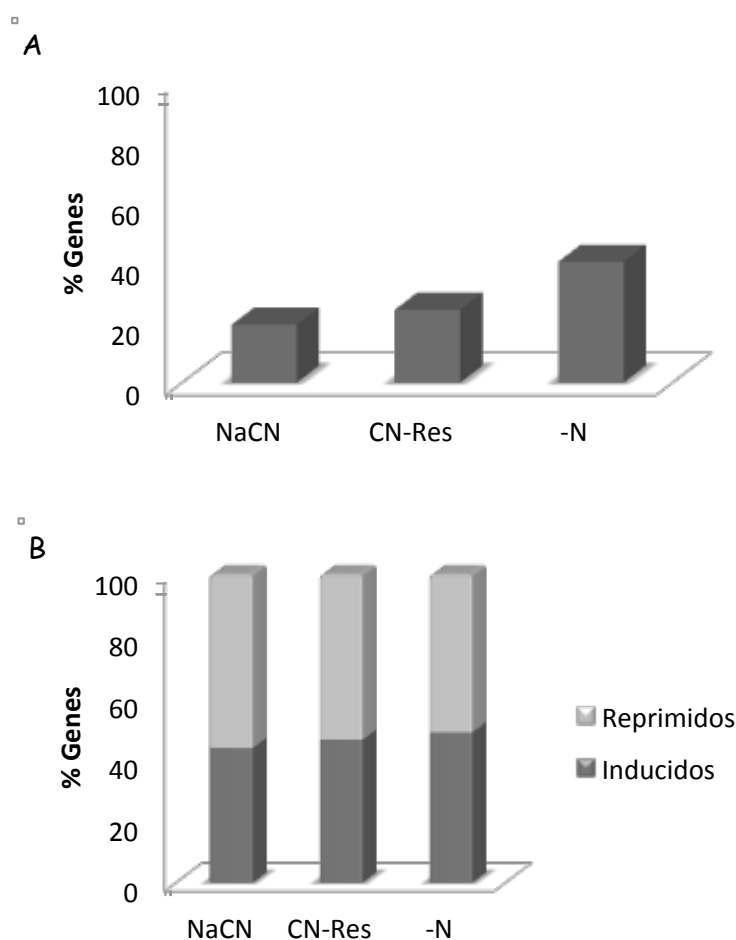 A
% Genes
100
80
60
40
20
0
NaCN CN-Res -N
B
% Genes
100
80
60
40
20
0
NaCN CN-Res -N
Reprimidos
Inducidos